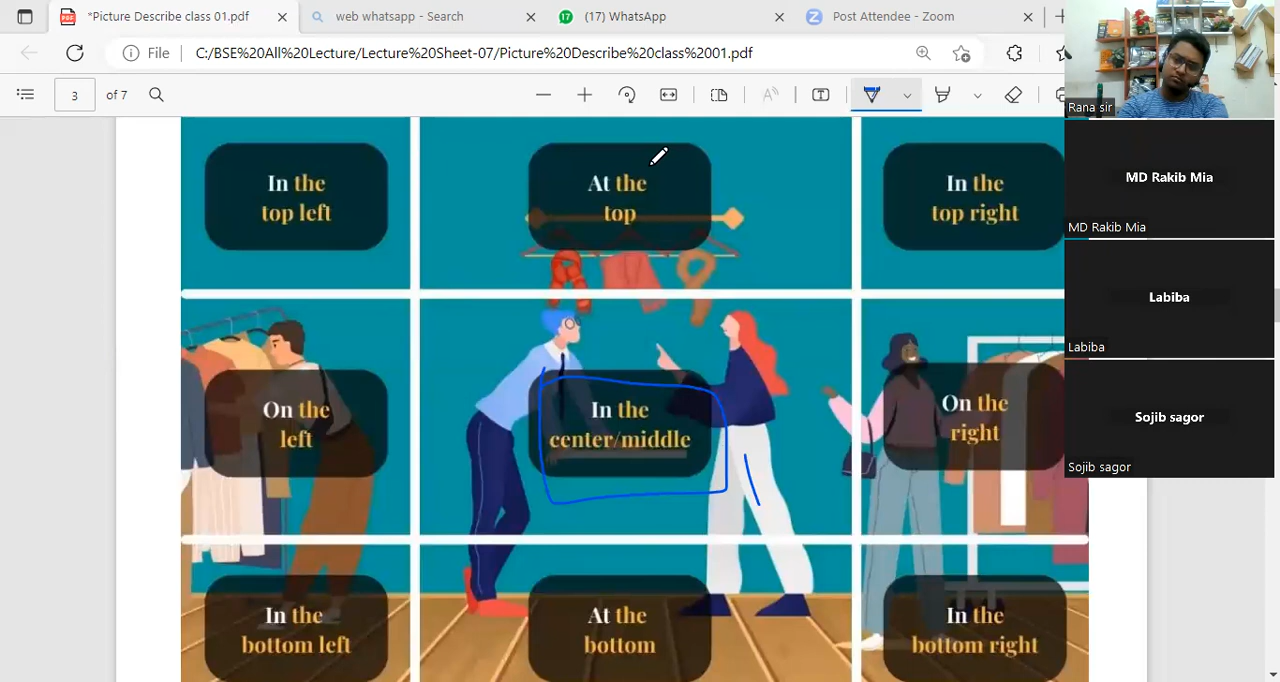 *Picture Describe class 01.pdf
web whatsapp - Search
(17) WhatsApp
Post Attendee - Zoom
File
C:/BSE%20All%20Lecture/Lecture%20Sheet-07/Picture%20Describe%20class%2001.pdf
3
of 7
Rana sir
MD Rakib Mia
MD Rakib Mia
Labiba
Labiba
Sojib sagor
Sojib sagor
In the
top left
At the
top
In the
top right
On the
left
In the
center/middle
On the
right
In the
bottom left
At the
bottom
In the
bottom right